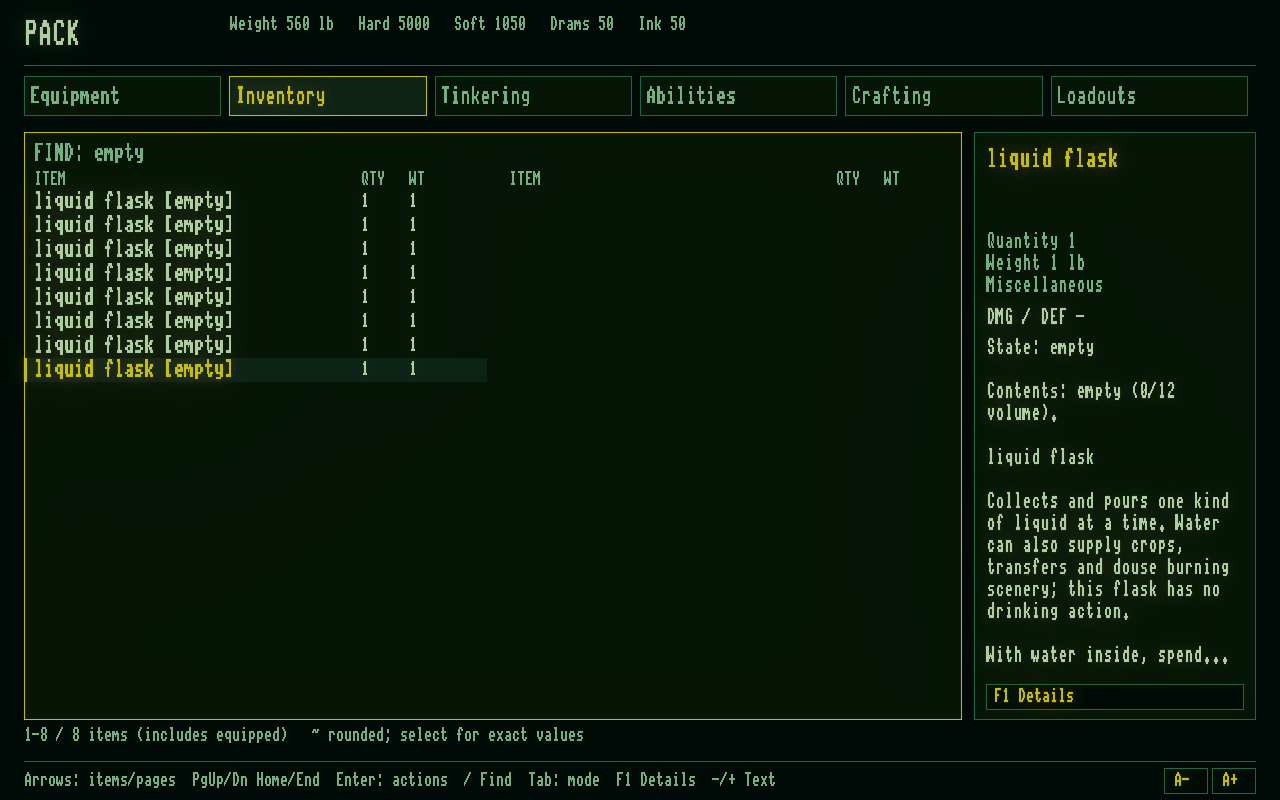 PACK
Weight 560 lb Hard 5000 Soft 1050 Drams 50 Ink 50
Equipment Inventory Tinkering Abilities Crafting Loadouts
FIND: empty
ITEM QTY WT ITEM QTY WT
liquid flask [empty] 1 1
liquid flask [empty] 1 1
liquid flask [empty] 1 1
liquid flask [empty] 1 1
liquid flask [empty] 1 1
liquid flask [empty] 1 1
liquid flask [empty] 1 1
liquid flask [empty] 1 1
liquid flask
Quantity 1
Weight 1 lb
Miscellaneous
DMG / DEF -
State: empty
Contents: empty (0/12
volume).
liquid flask
Collects and pours one kind
of liquid at a time. Water
can also supply crops,
transfers and douse burning
scenery; this flask has no
drinking action.
With water inside, spend...
F1 Details
1-8 / 8 items (includes equipped) ~ rounded; select for exact values
Arrows: items/pages PgUp/Dn Home/End Enter: actions / Find Tab: mode F1 Details -/+ Text
A- A+